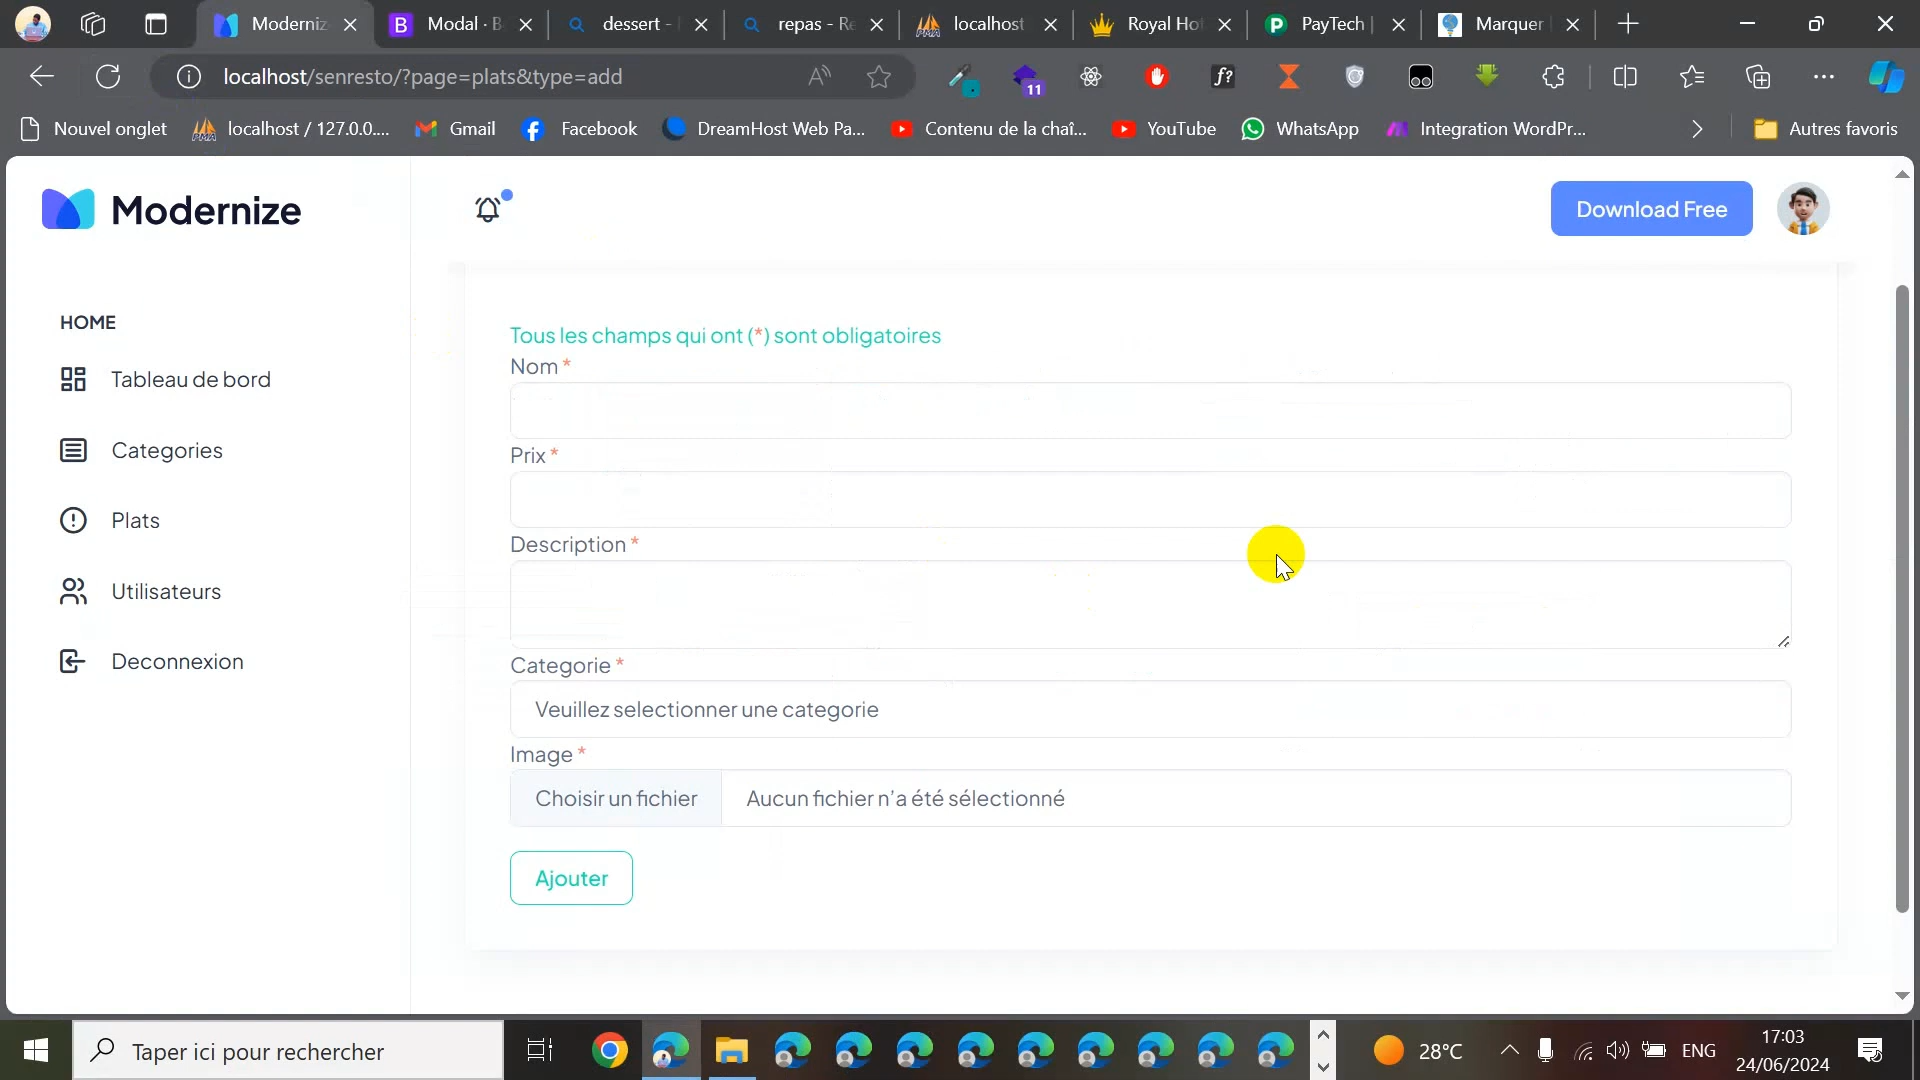 Moderniz
Modal · B
dessert -
repas - Re
localhost
Royal Hot
PayTech |
Marquer
localhost/senresto/?page=plats&type=add
11
f?
Nouvel onglet
localhost / 127.0.0....
Gmail
Facebook
DreamHost Web Pa...
Contenu de la chaî...
YouTube
WhatsApp
Integration WordPr...
Autres favoris
Modernize
Download Free
HOME
Tableau de bord
Categories
Plats
Utilisateurs
Deconnexion
Tous les champs qui ont (*) sont obligatoires
Nom *
Prix *
Description *
Categorie *
Veuillez selectionner une categorie
Image *
Choisir un fichier
Aucun fichier n'a été sélectionné
Ajouter
Taper ici pour rechercher
28°C
ENG
17:03
24/06/2024